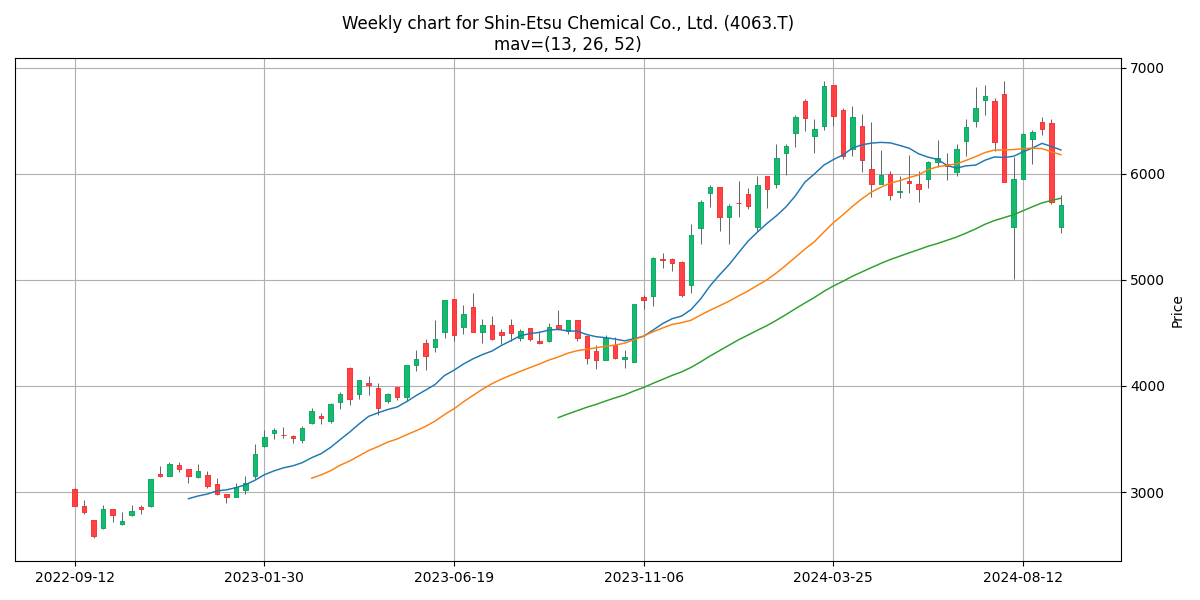 Weekly chart for Shin-Etsu Chemical Co., Ltd. (4063.T)
mav=(13, 26, 52)
7000
6000
5000
4000
3000
Price
2022-09-12 2023-01-30 2023-06-19 2023-11-06 2024-03-25 2024-08-12